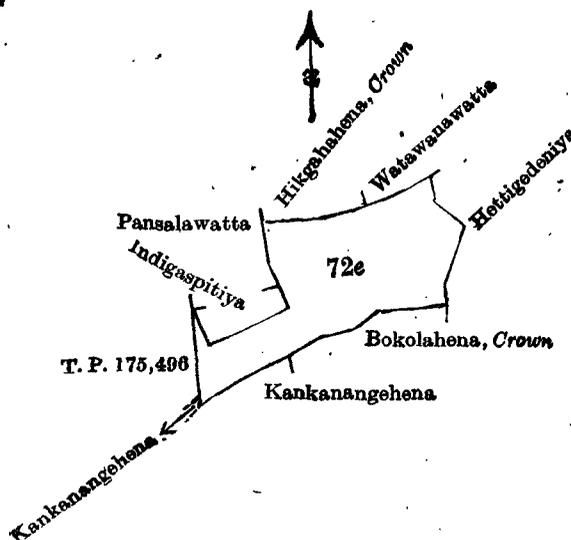 Hikgahahena, Crown
Watawanawatta
Hettigedeniya
Pansalawatta
Indigaspitiya
72e
Bokolahena, Crown
T. P. 175,496
Kankanangehena
Kankanangehena